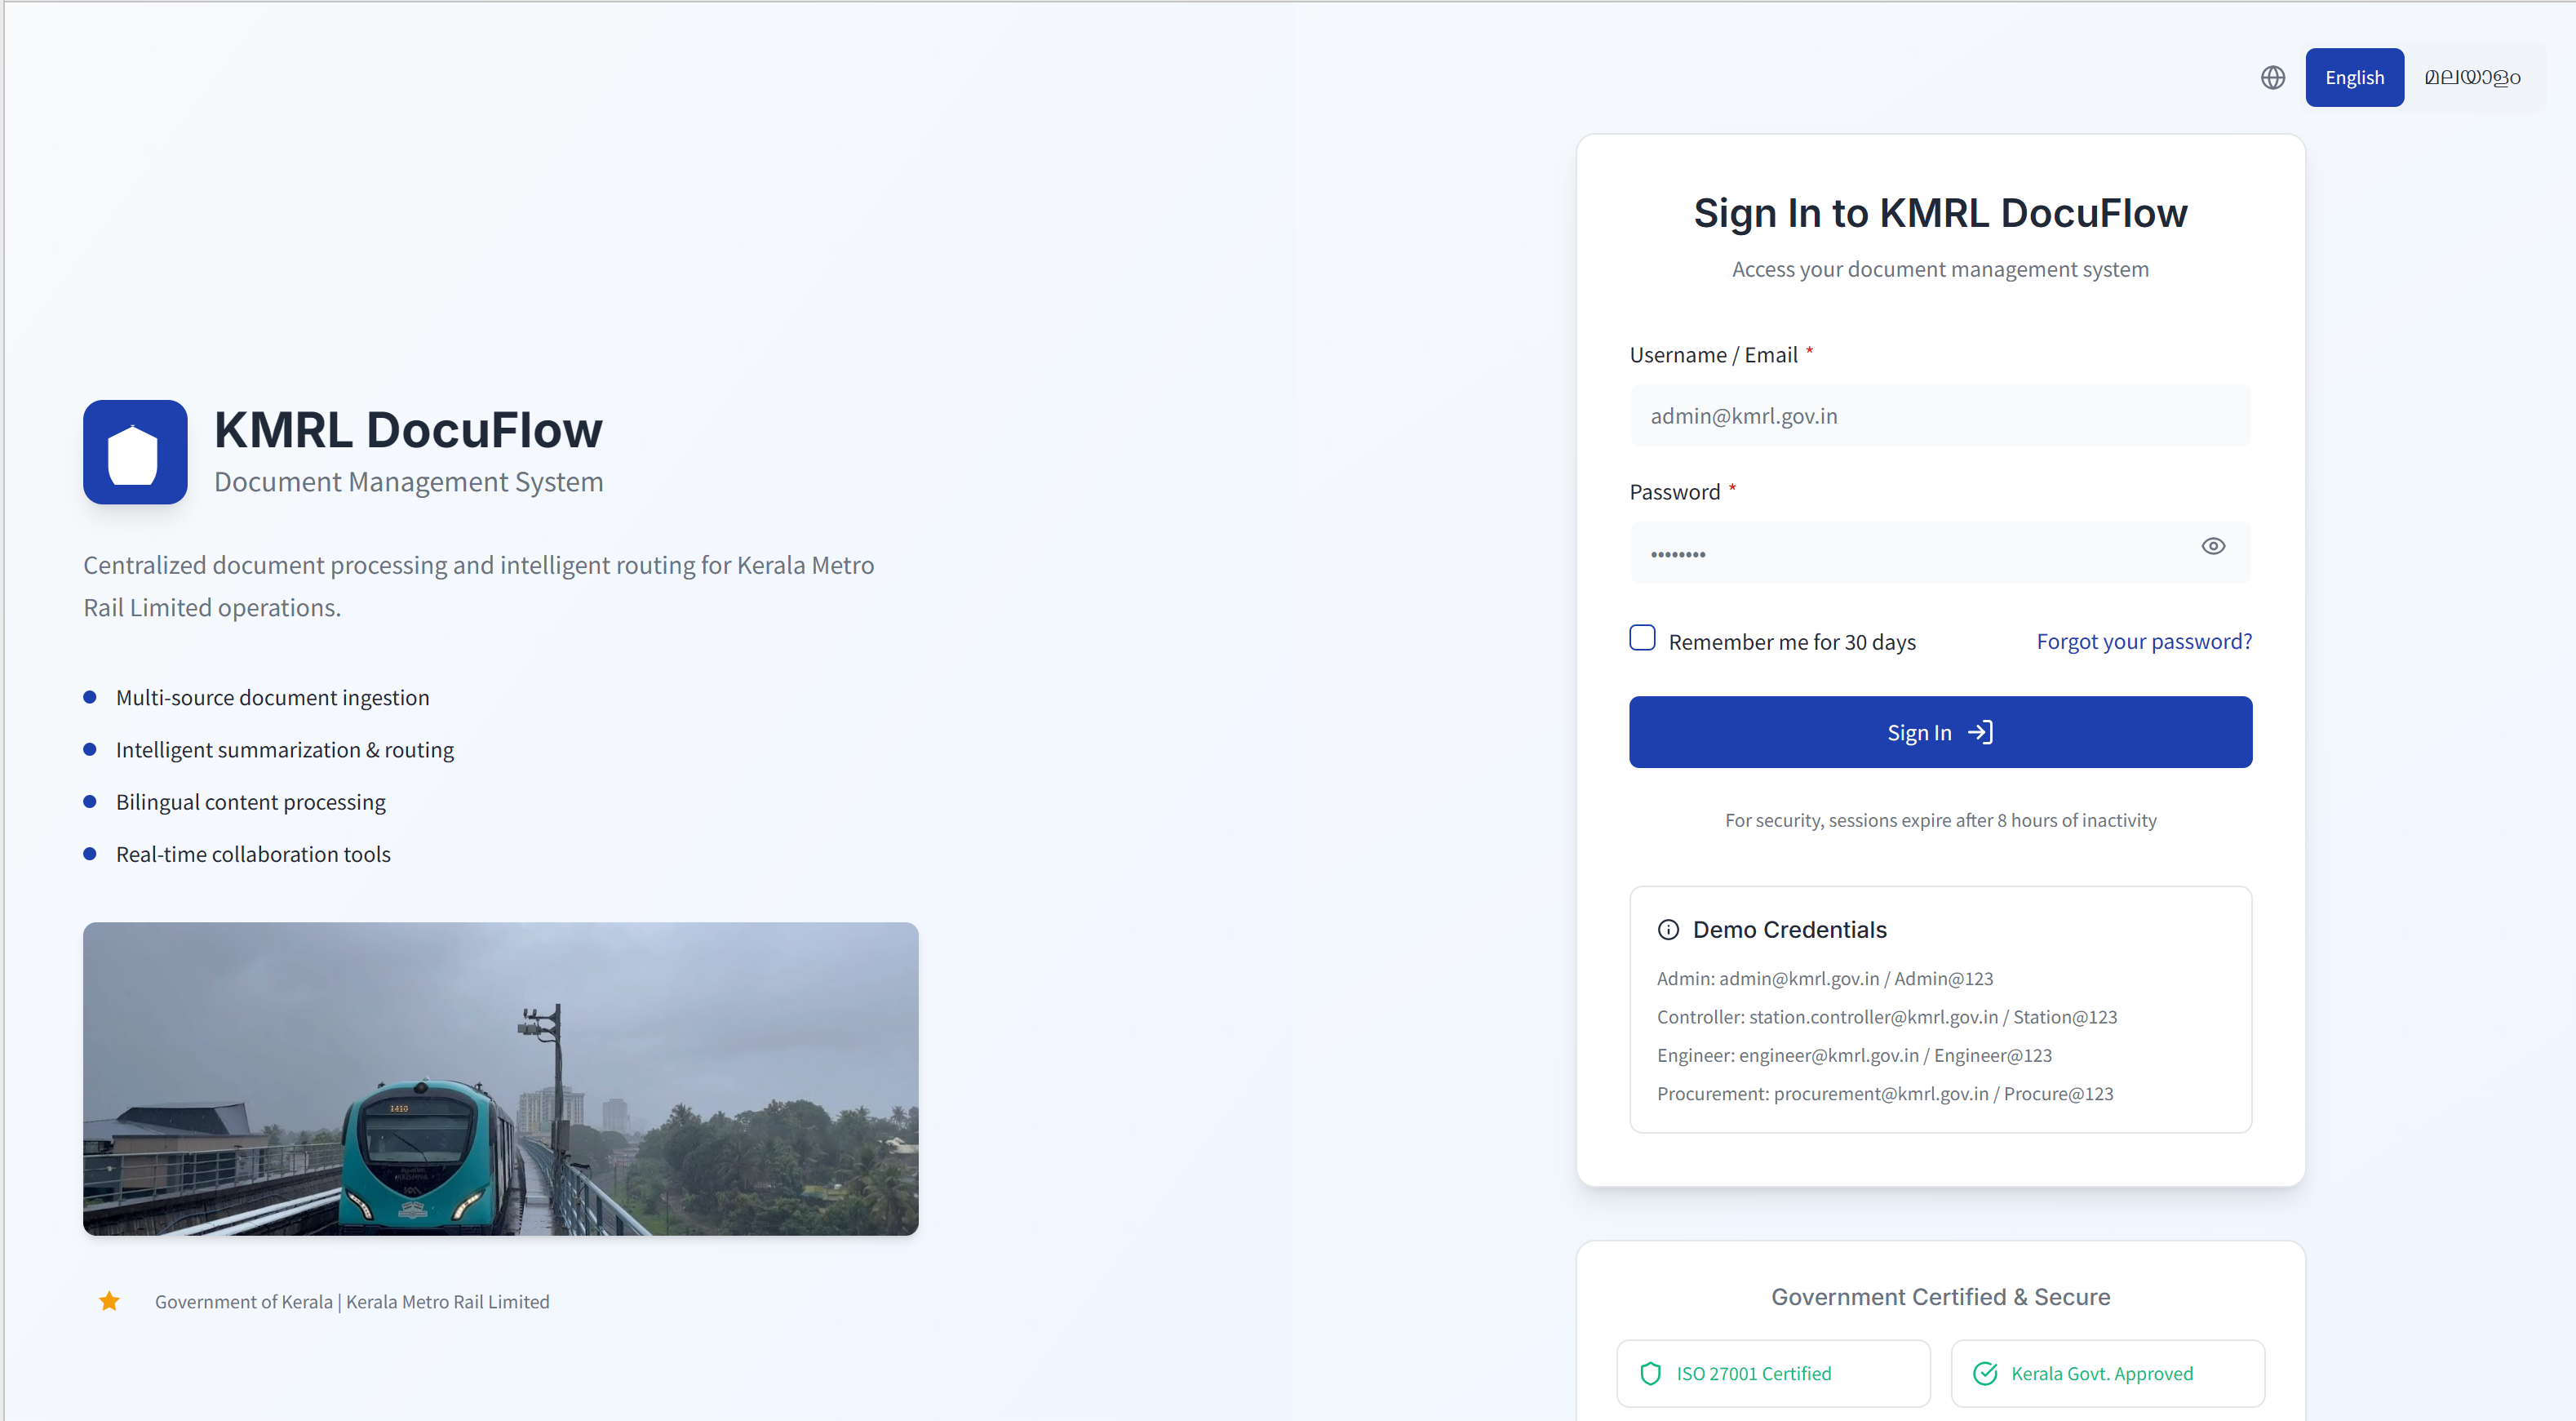 English
മലയാളം
KMRL DocuFlow
Document Management System
Centralized document processing and intelligent routing for Kerala Metro
Rail Limited operations.
Multi-source document ingestion
Intelligent summarization & routing
Bilingual content processing
Real-time collaboration tools
1410
Government of Kerala | Kerala Metro Rail Limited
Sign In to KMRL DocuFlow
Access your document management system
Username / Email *
admin@kmrl.gov.in
Password *
••••••••
Remember me for 30 days
Forgot your password?
Sign In
For security, sessions expire after 8 hours of inactivity
Demo Credentials
Admin: admin@kmrl.gov.in / Admin@123
Controller: station.controller@kmrl.gov.in / Station@123
Engineer: engineer@kmrl.gov.in / Engineer@123
Procurement: procurement@kmrl.gov.in / Procure@123
Government Certified & Secure
ISO 27001 Certified
Kerala Govt. Approved